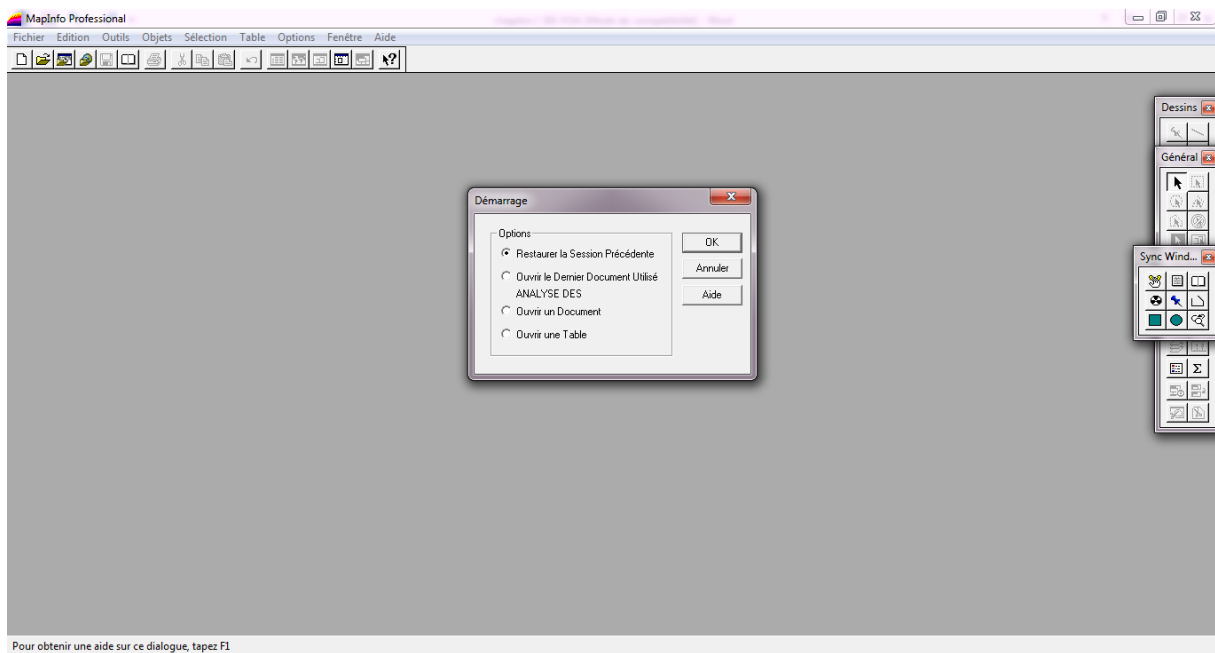 MapInfo Professional
Fichier Edition Outils Objets Sélection Table Options Fenêtre Aide
Dessins
Général
Démarrage
Options
Restaurer la Session Précédente
Ouvrir le Dernier Document Utilisé
ANALYSE DES
Ouvrir un Document
Ouvrir une Table
OK
Annuler
Aide
Sync Wind...
Pour obtenir une aide sur ce dialogue, tapez F1